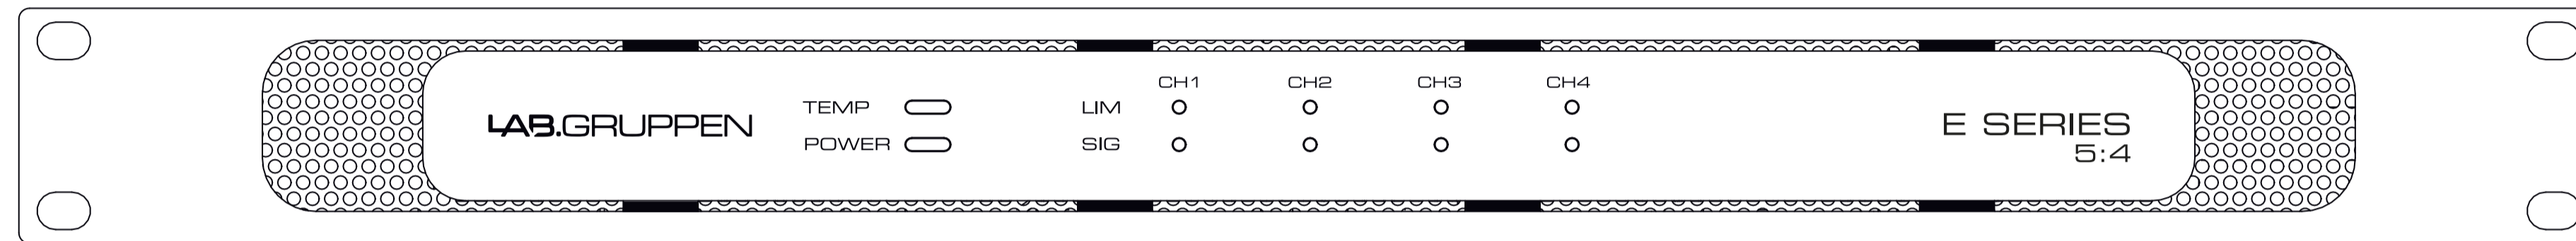 CH1 CH2 CH3 CH4
TEMP LIM
LAB.GRUPPEN
POWER SIG
E SERIES
5:4